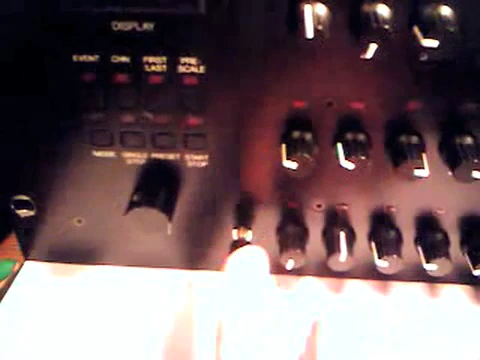 DISPLAY
EVENT CHN FIRST PRE-
LAST SCALE
MODE SINGLE PRESET START
STEP STOP